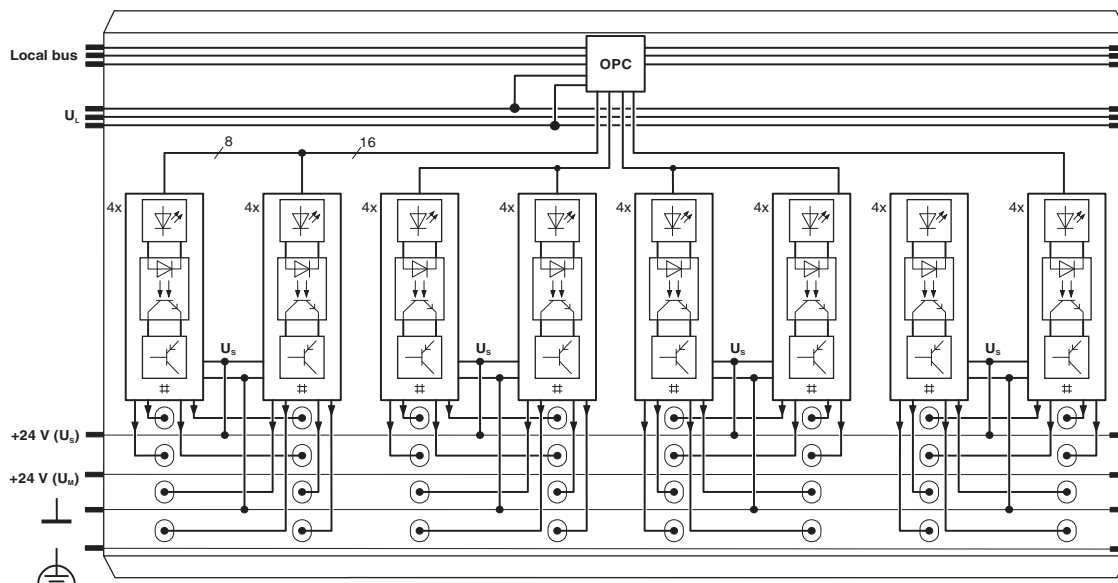 Local bus
OPC
U_L
8
16
4x
4x
4x
4x
4x
4x
4x
4x
U_S
U_S
U_S
U_S
#
#
#
#
#
#
#
#
+24 V (U_S)
+24 V (U_M)